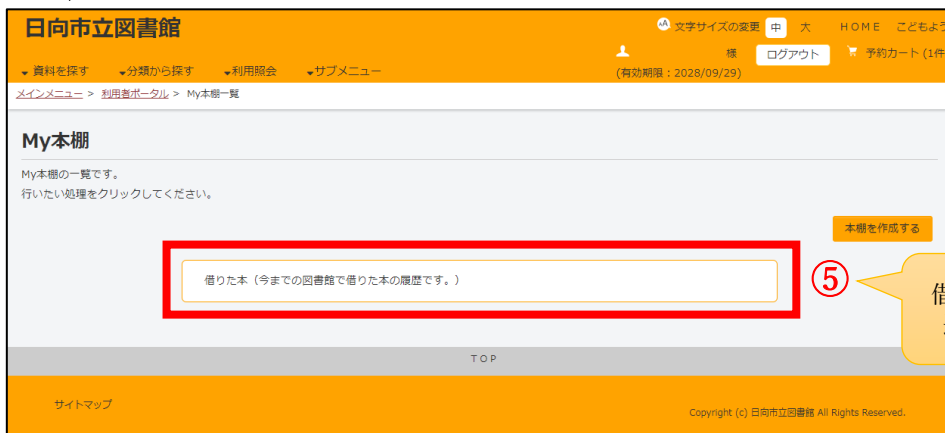 日向市立図書館
文字サイズの変更 中 大 HOME こどもよう
様 ログアウト 予約カート (1件
資料を探す 分類から探す 利用照会 サブメニュー
(有効期限：2028/09/29)
メインメニュー > 利用者ポータル > My本棚一覧
My本棚
My本棚の一覧です。
行いたい処理をクリックしてください。
本棚を作成する
借りた本（今までの図書館で借りた本の履歴です。）
⑤
借
TOP
サイトマップ
Copyright (c) 日向市立図書館 All Rights Reserved.